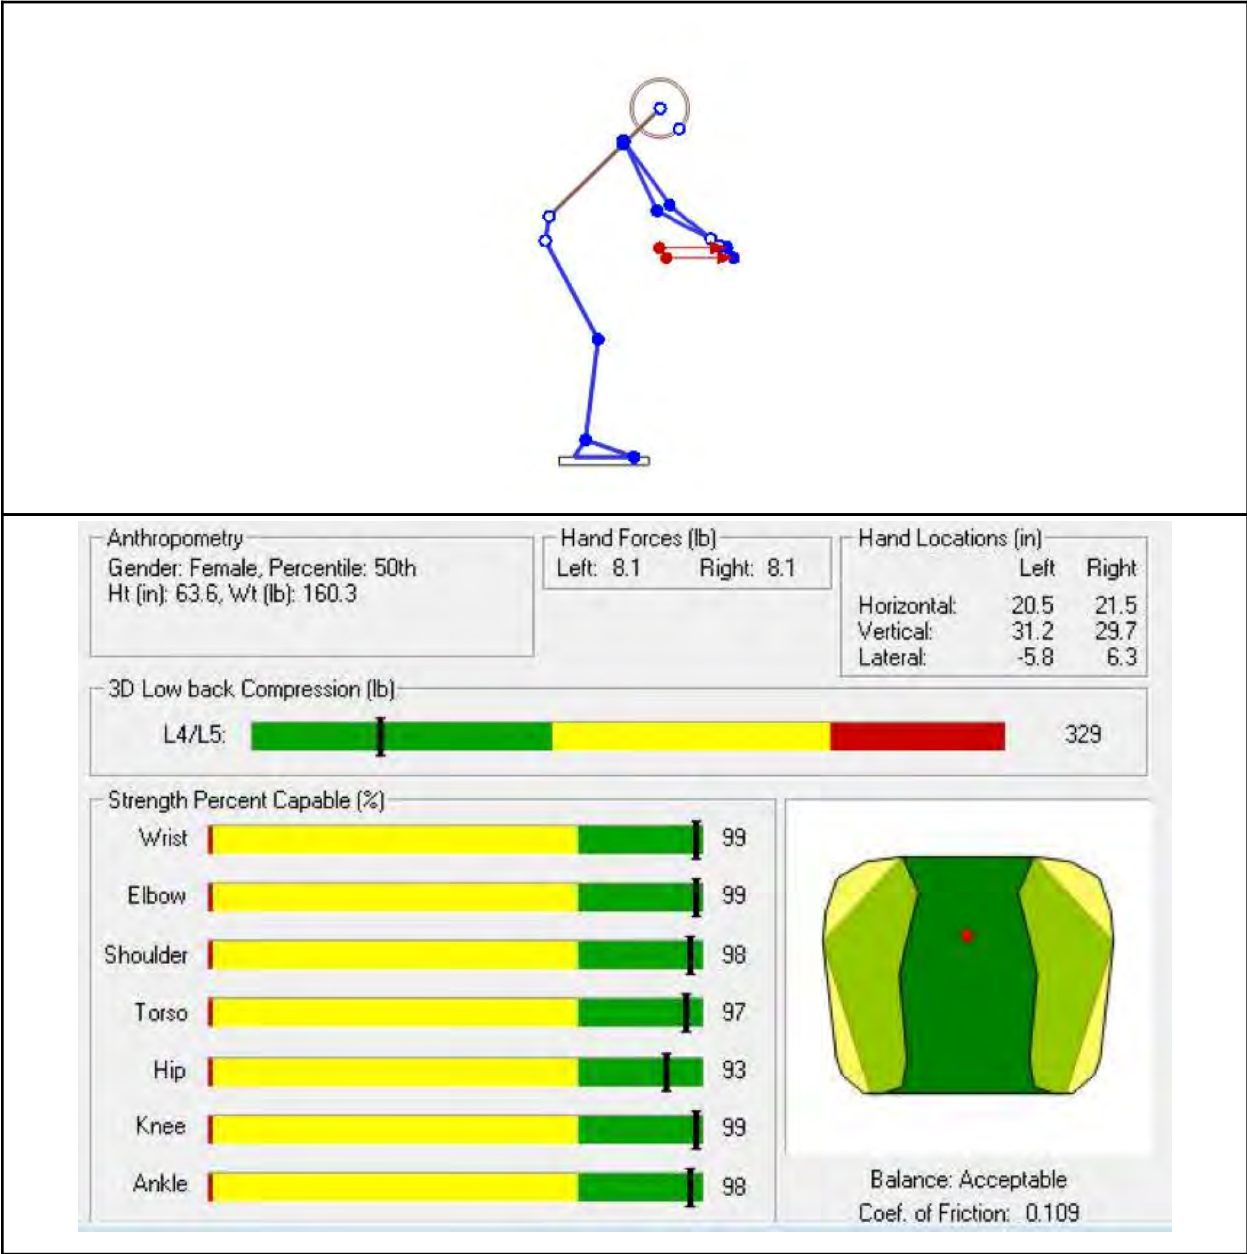 Anthropometry
Gender: Female, Percentile: 50th
Ht (in): 63.6, Wt (lb): 160.3
Hand Forces (lb)
Left: 8.1 Right: 8.1
Hand Locations (in)
Left Right
Horizontal: 20.5 21.5
Vertical: 31.2 29.7
Lateral: -5.8 6.3
3D Low back Compression (lb)
L4/L5: 329
Strength Percent Capable (%)
Wrist 99
Elbow 99
Shoulder 98
Torso 97
Hip 93
Knee 99
Ankle 98
Balance: Acceptable
Coef. of Friction: 0.109